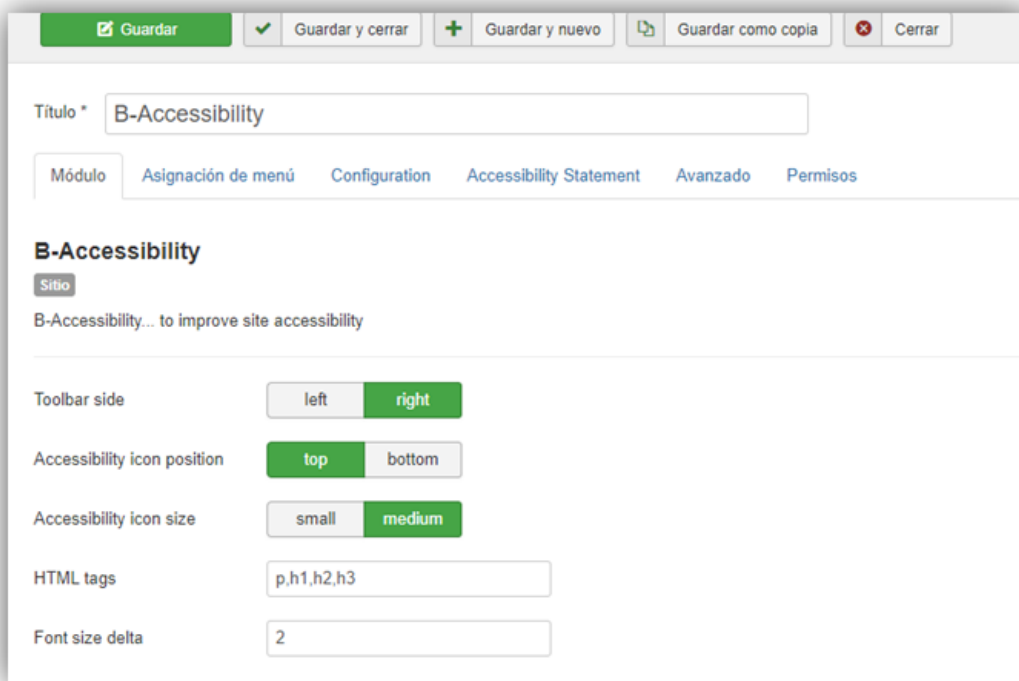 Guardar Guardar y cerrar Guardar y nuevo Guardar como copia Cerrar
Título * B-Accessibility
Módulo Asignación de menú Configuration Accessibility Statement Avanzado Permisos
B-Accessibility
Sitio
B-Accessibility... to improve site accessibility
Toolbar side left right
Accessibility icon position top bottom
Accessibility icon size small medium
HTML tags p,h1,h2,h3
Font size delta 2